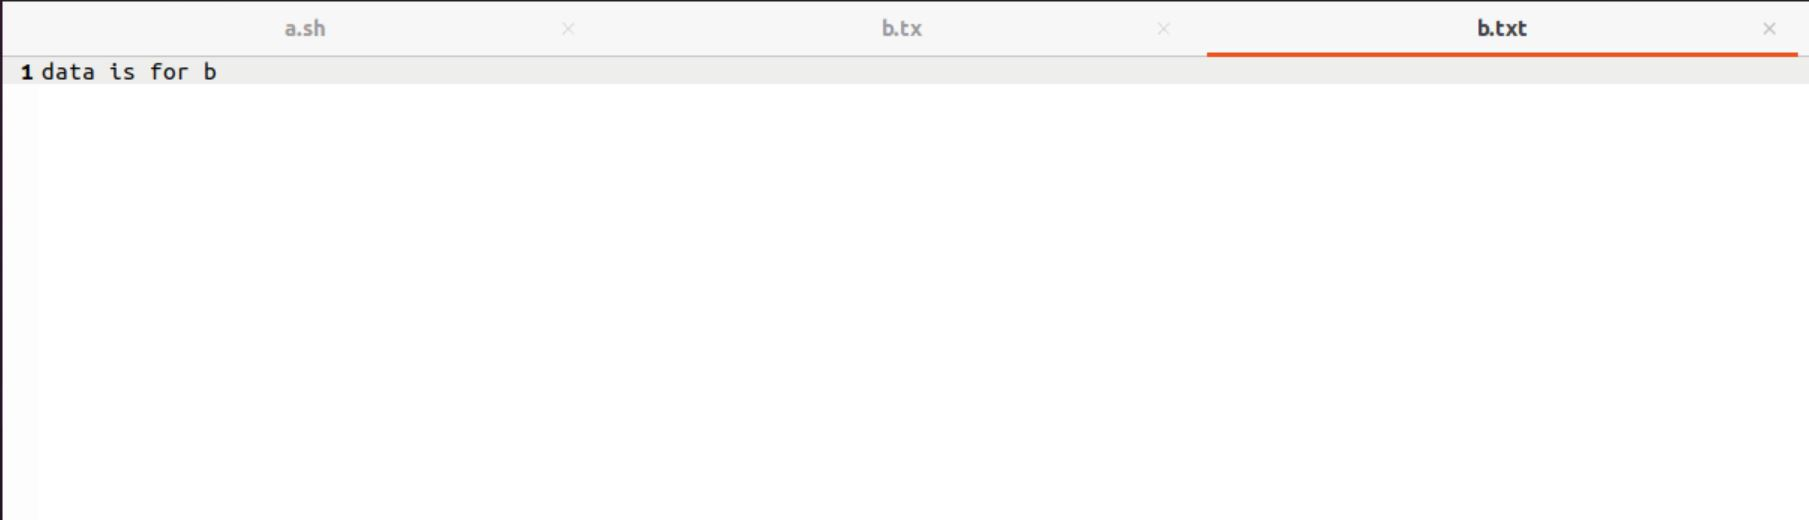 a.sh × b.tx × b.txt ×
1 data is for b